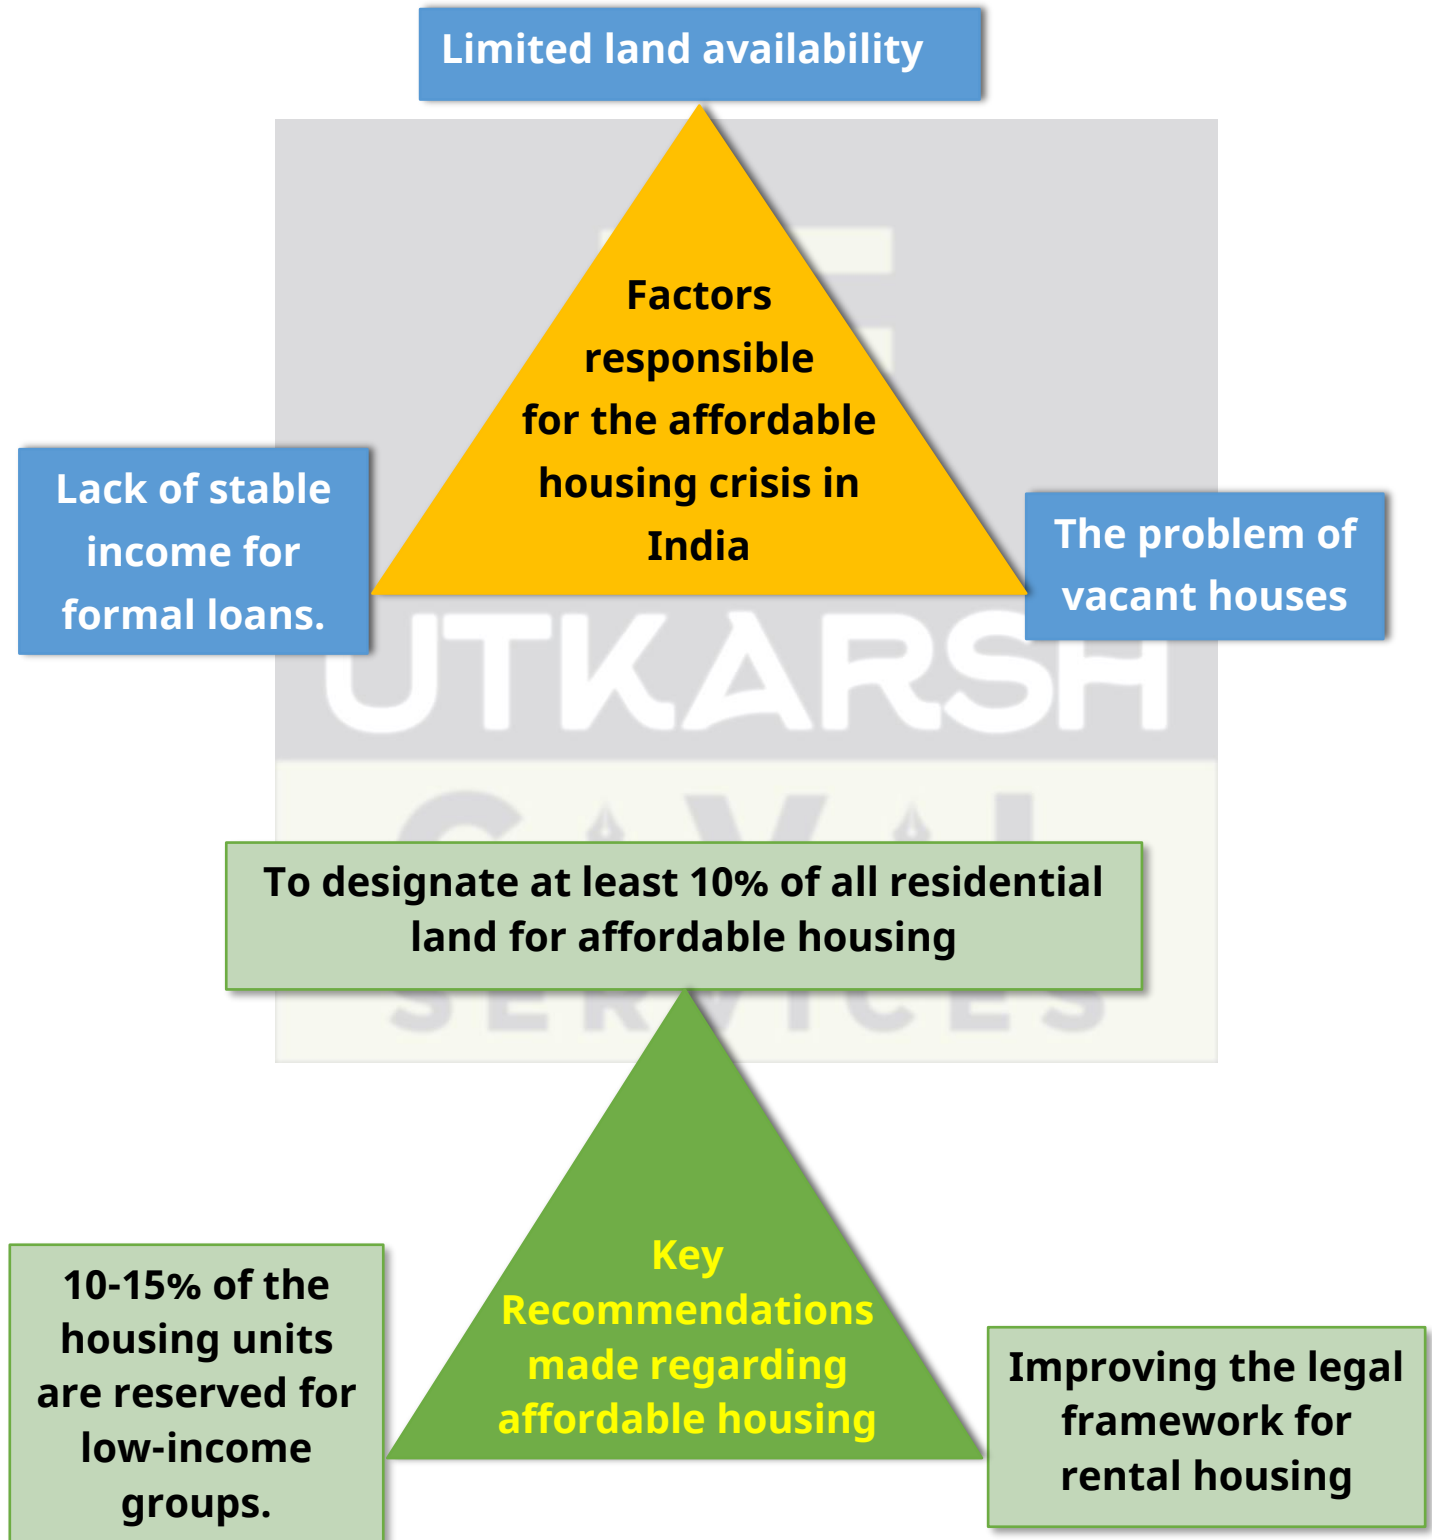 Limited land availability
Factors
responsible
for the affordable
housing crisis in
India
Lack of stable
income for
formal loans.
The problem of
vacant houses
UTKARSH
CIVIL
To designate at least 10% of all residential
land for affordable housing
SERVICES
Key
Recommendations
made regarding
affordable housing
10-15% of the
housing units
are reserved for
low-income
groups.
Improving the legal
framework for
rental housing